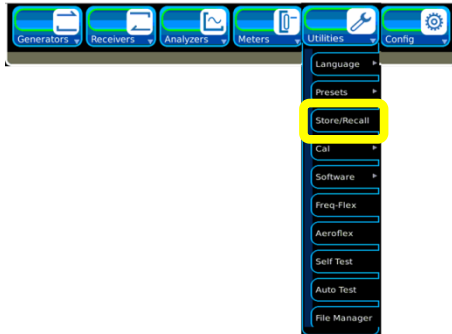 Generators Receivers Analyzers Meters Utilities Config
Language
Presets
Store/Recall
Cal
Software
Freq-Flex
Aeroflex
Self Test
Auto Test
File Manager